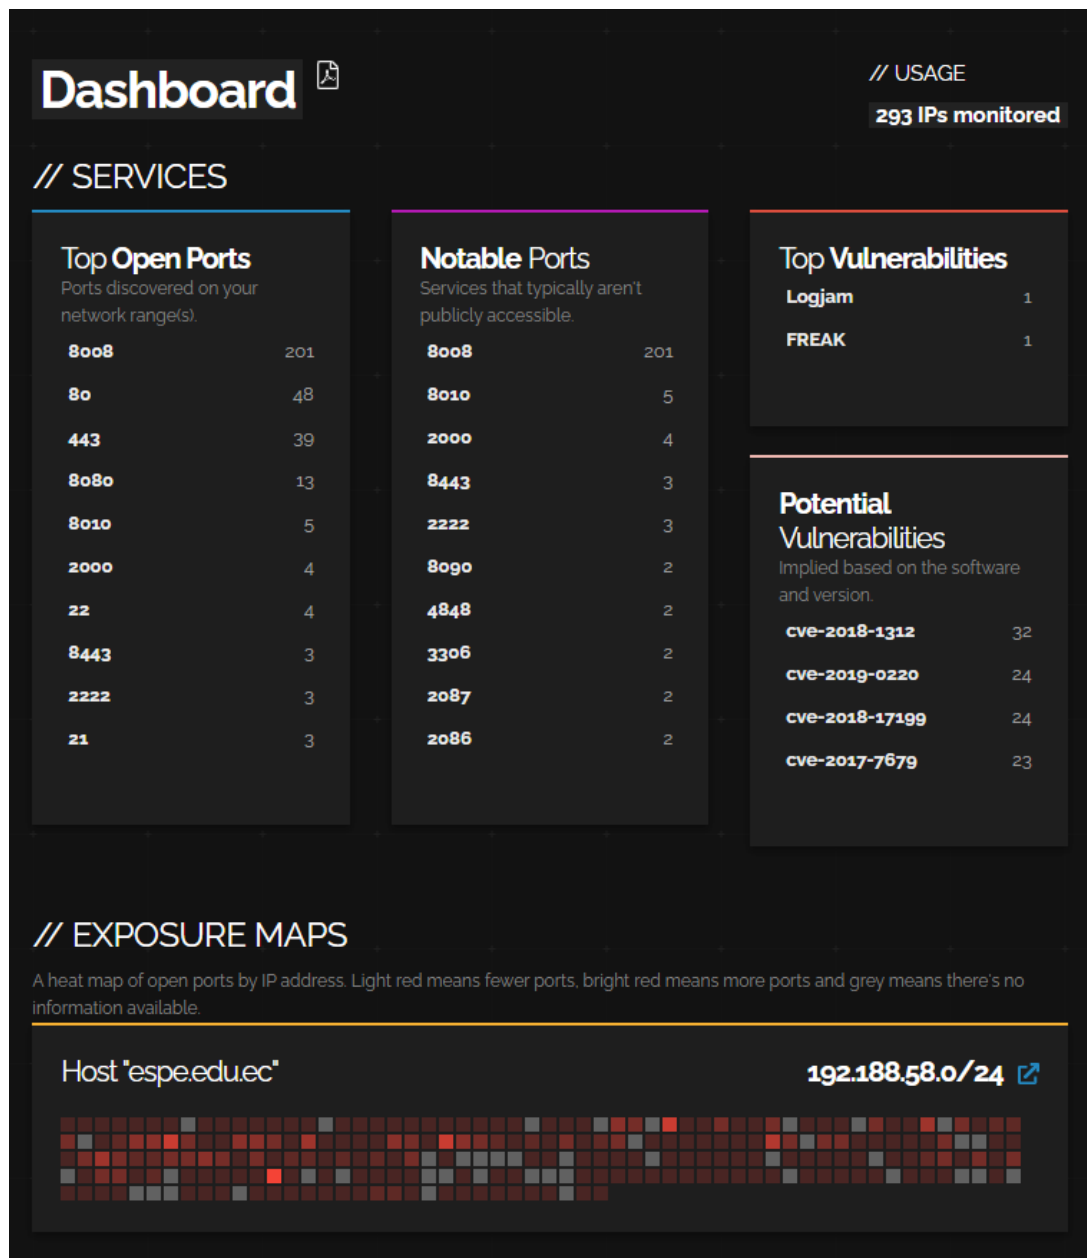 Dashboard
// USAGE
293 IPs monitored
// SERVICES
Top Open Ports
Ports discovered on your
network range(s).
8008 201
80 48
443 39
8080 13
8010 5
2000 4
22 4
8443 3
2222 3
21 3
Notable Ports
Services that typically aren't
publicly accessible.
8008 201
8010 5
2000 4
8443 3
2222 3
8090 2
4848 2
3306 2
2087 2
2086 2
Top Vulnerabilities
Logjam 1
FREAK 1
Potential
Vulnerabilities
Implied based on the software
and version.
cve-2018-1312 32
cve-2019-0220 24
cve-2018-17199 24
cve-2017-7679 23
// EXPOSURE MAPS
A heat map of open ports by IP address. Light red means fewer ports, bright red means more ports and grey means there's no
information available.
Host "espe.edu.ec" 192.188.58.0/24